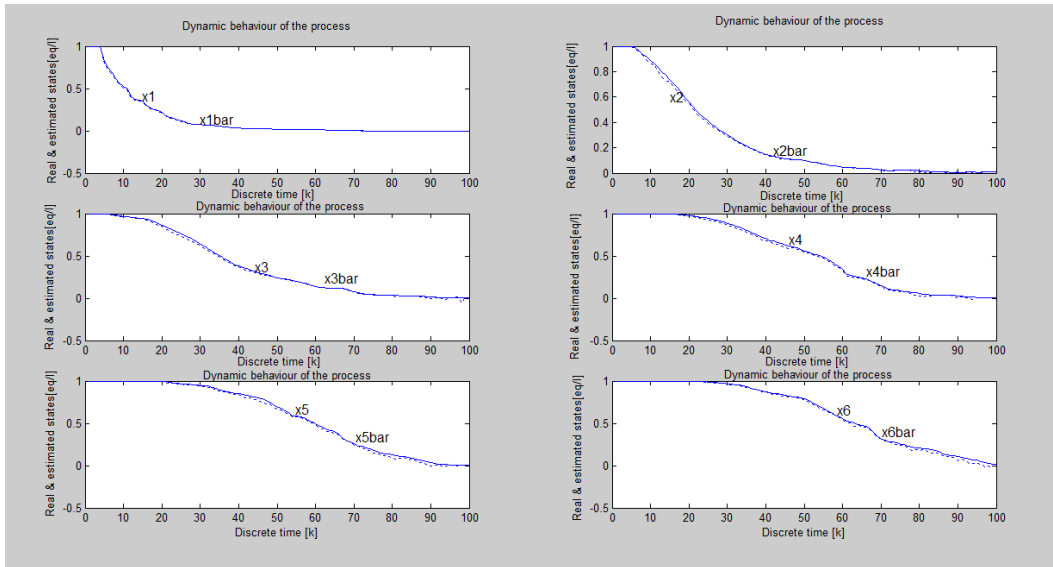 Dynamic behaviour of the process
Real & estimated states[eq/l]
1
0.5
0
-0.5
x1
x1bar
0 10 20 30 40 50 60 70 80 90 100
Discrete time [k]
Dynamic behaviour of the process
Real & estimated states[eq/l]
1
0.8
0.6
0.4
0.2
0
x2
x2bar
0 10 20 30 40 50 60 70 80 90 100
Discrete time [k]
Dynamic behaviour of the process
Real & estimated states[eq/l]
1
0.5
0
-0.5
x3
x3bar
0 10 20 30 40 50 60 70 80 90 100
Discrete time [k]
Dynamic behaviour of the process
Real & estimated states[eq/l]
1
0.5
0
-0.5
x4
x4bar
0 10 20 30 40 50 60 70 80 90 100
Discrete time [k]
Dynamic behaviour of the process
Real & estimated states[eq/l]
1
0.5
0
-0.5
x5
x5bar
0 10 20 30 40 50 60 70 80 90 100
Discrete time [k]
Dynamic behaviour of the process
Real & estimated states[eq/l]
1
0.5
0
-0.5
x6
x6bar
0 10 20 30 40 50 60 70 80 90 100
Discrete time [k]